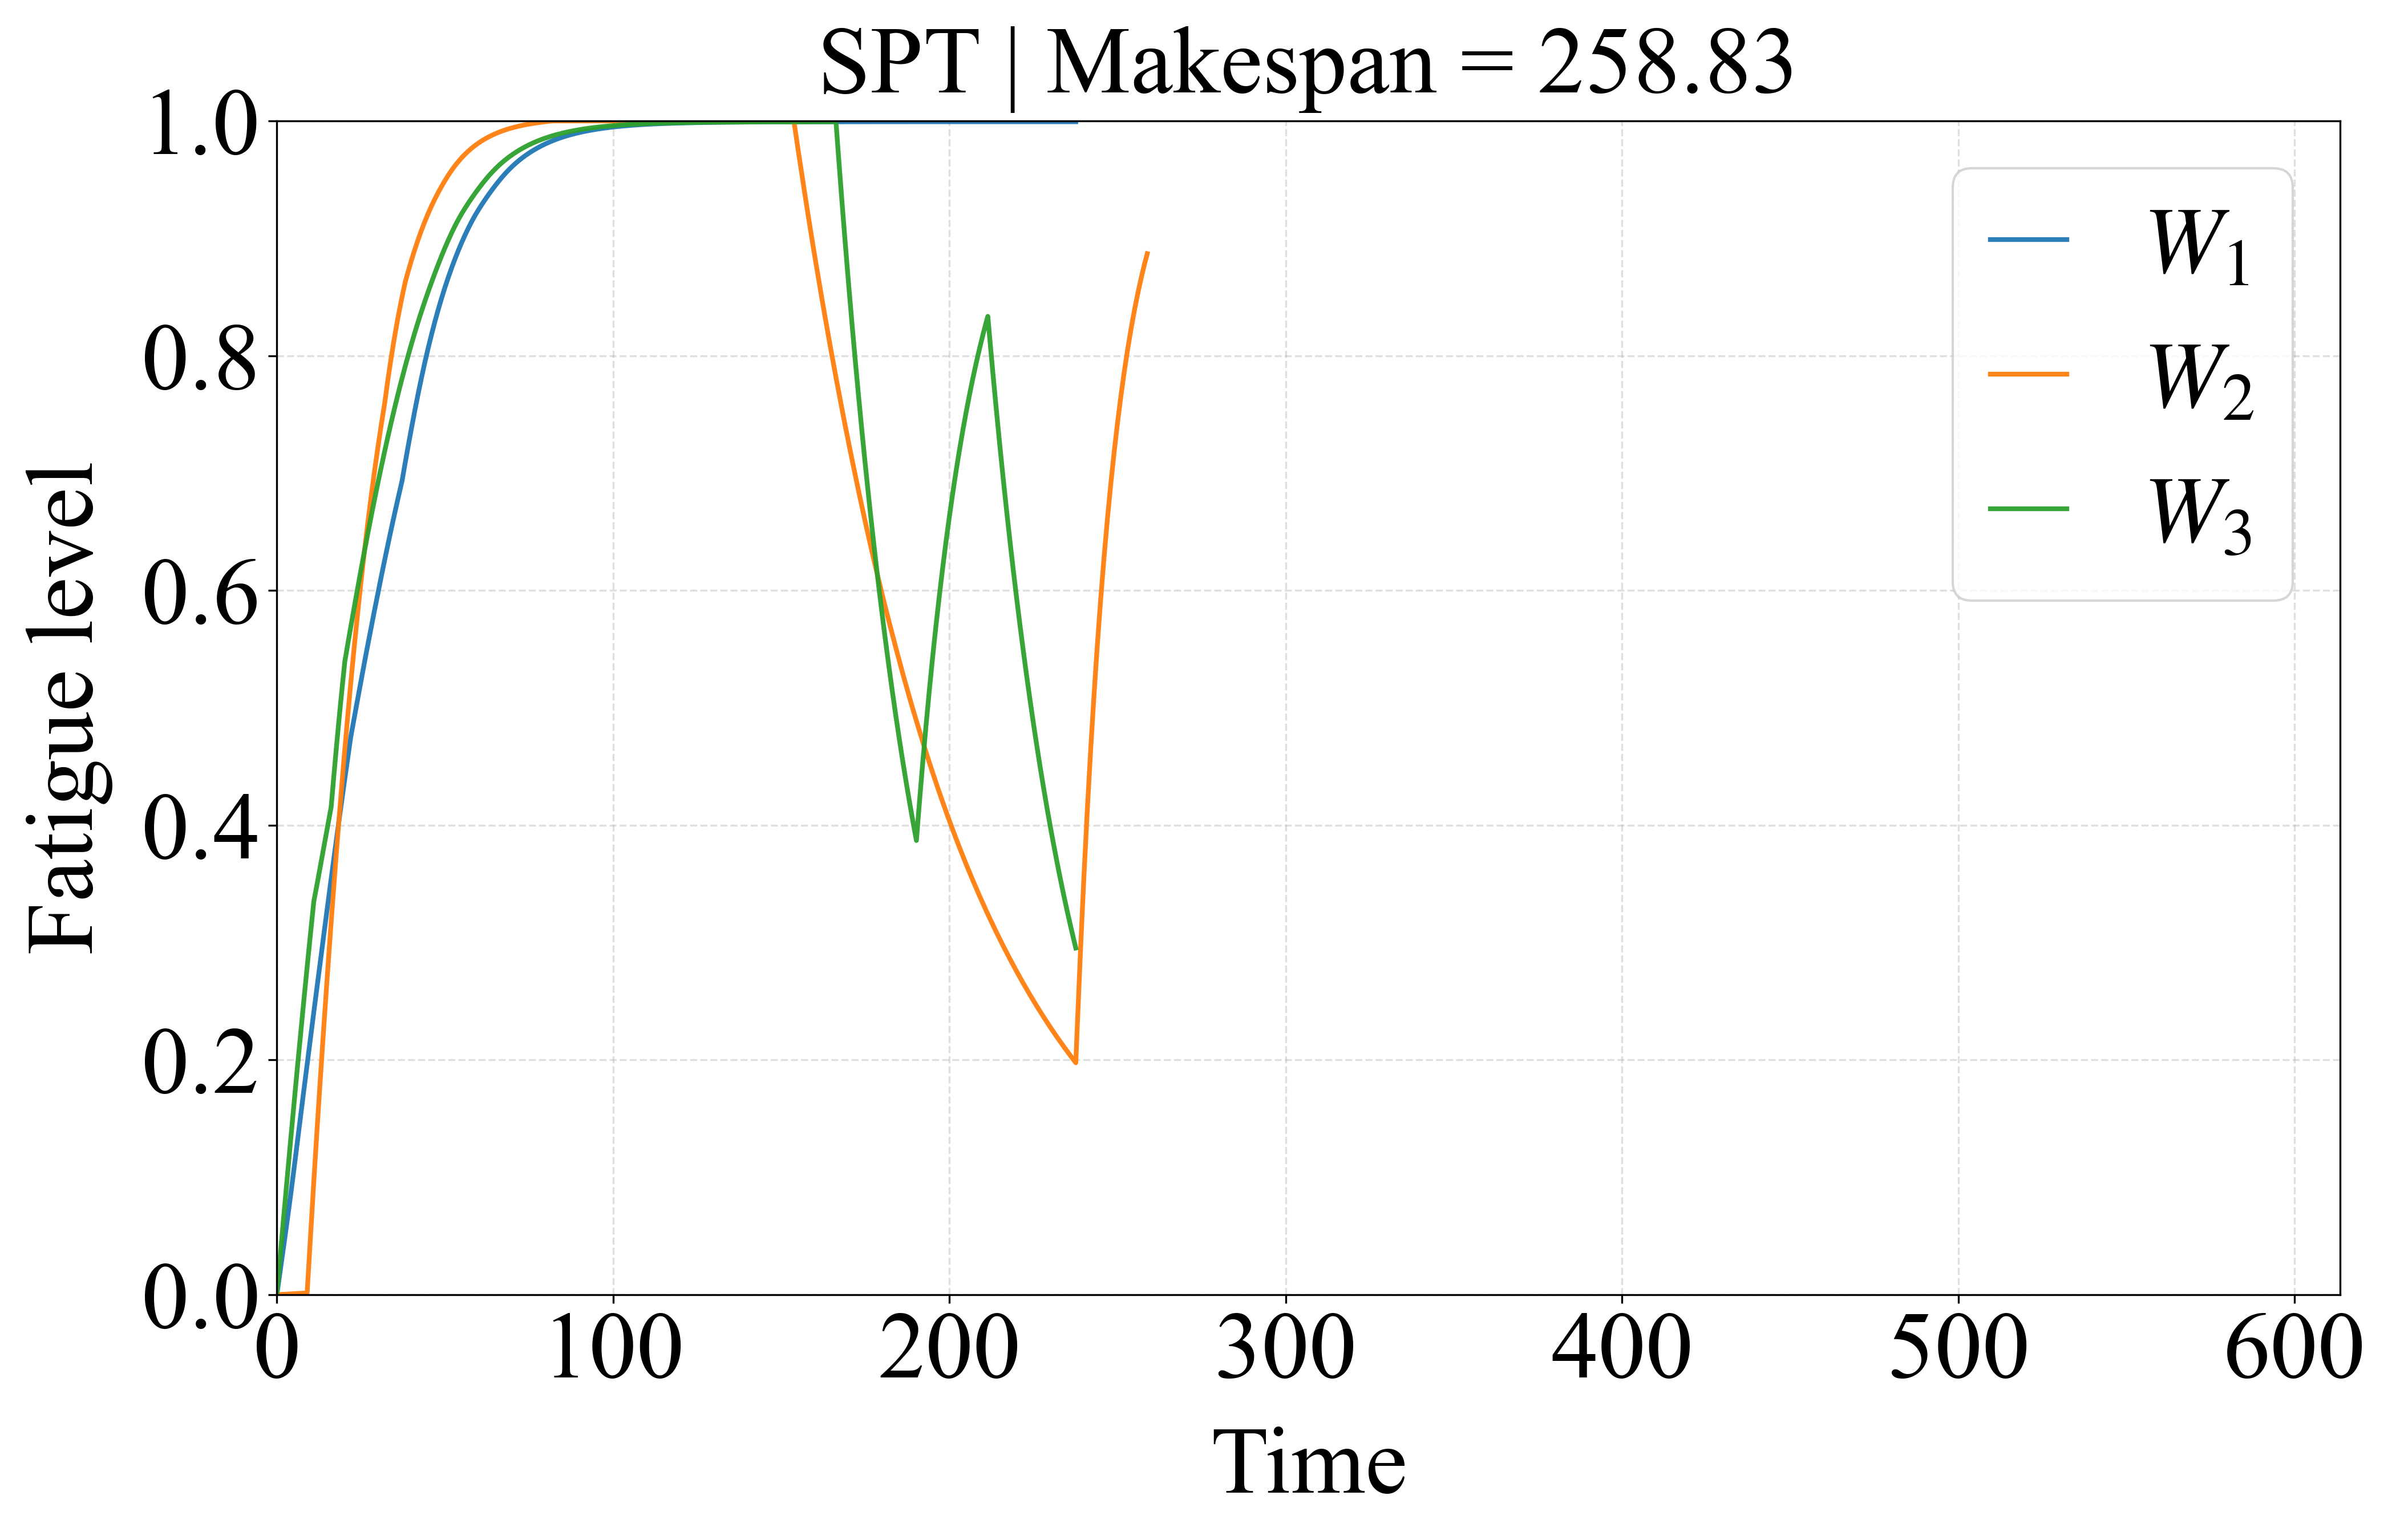 SPT | Makespan = 258.83
1.0
0.8
0.6
0.4
0.2
0.0
Fatigue level
0 100 200 300 400 500 600
Time
W₁
W₂
W₃